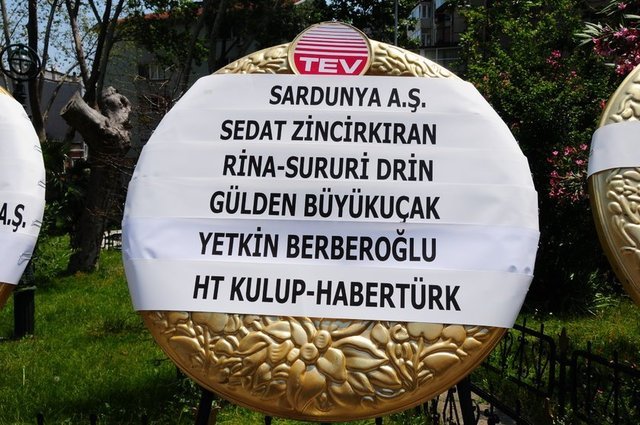 TEV
SARDUNYA A.Ş.
SEDAT ZİNCİRKIRAN
RİNA-SURURİ DRİN
GÜLDEN BÜYÜKUÇAK
YETKİN BERBEROĞLU
HT KULUP-HABERTÜRK
A.Ş.